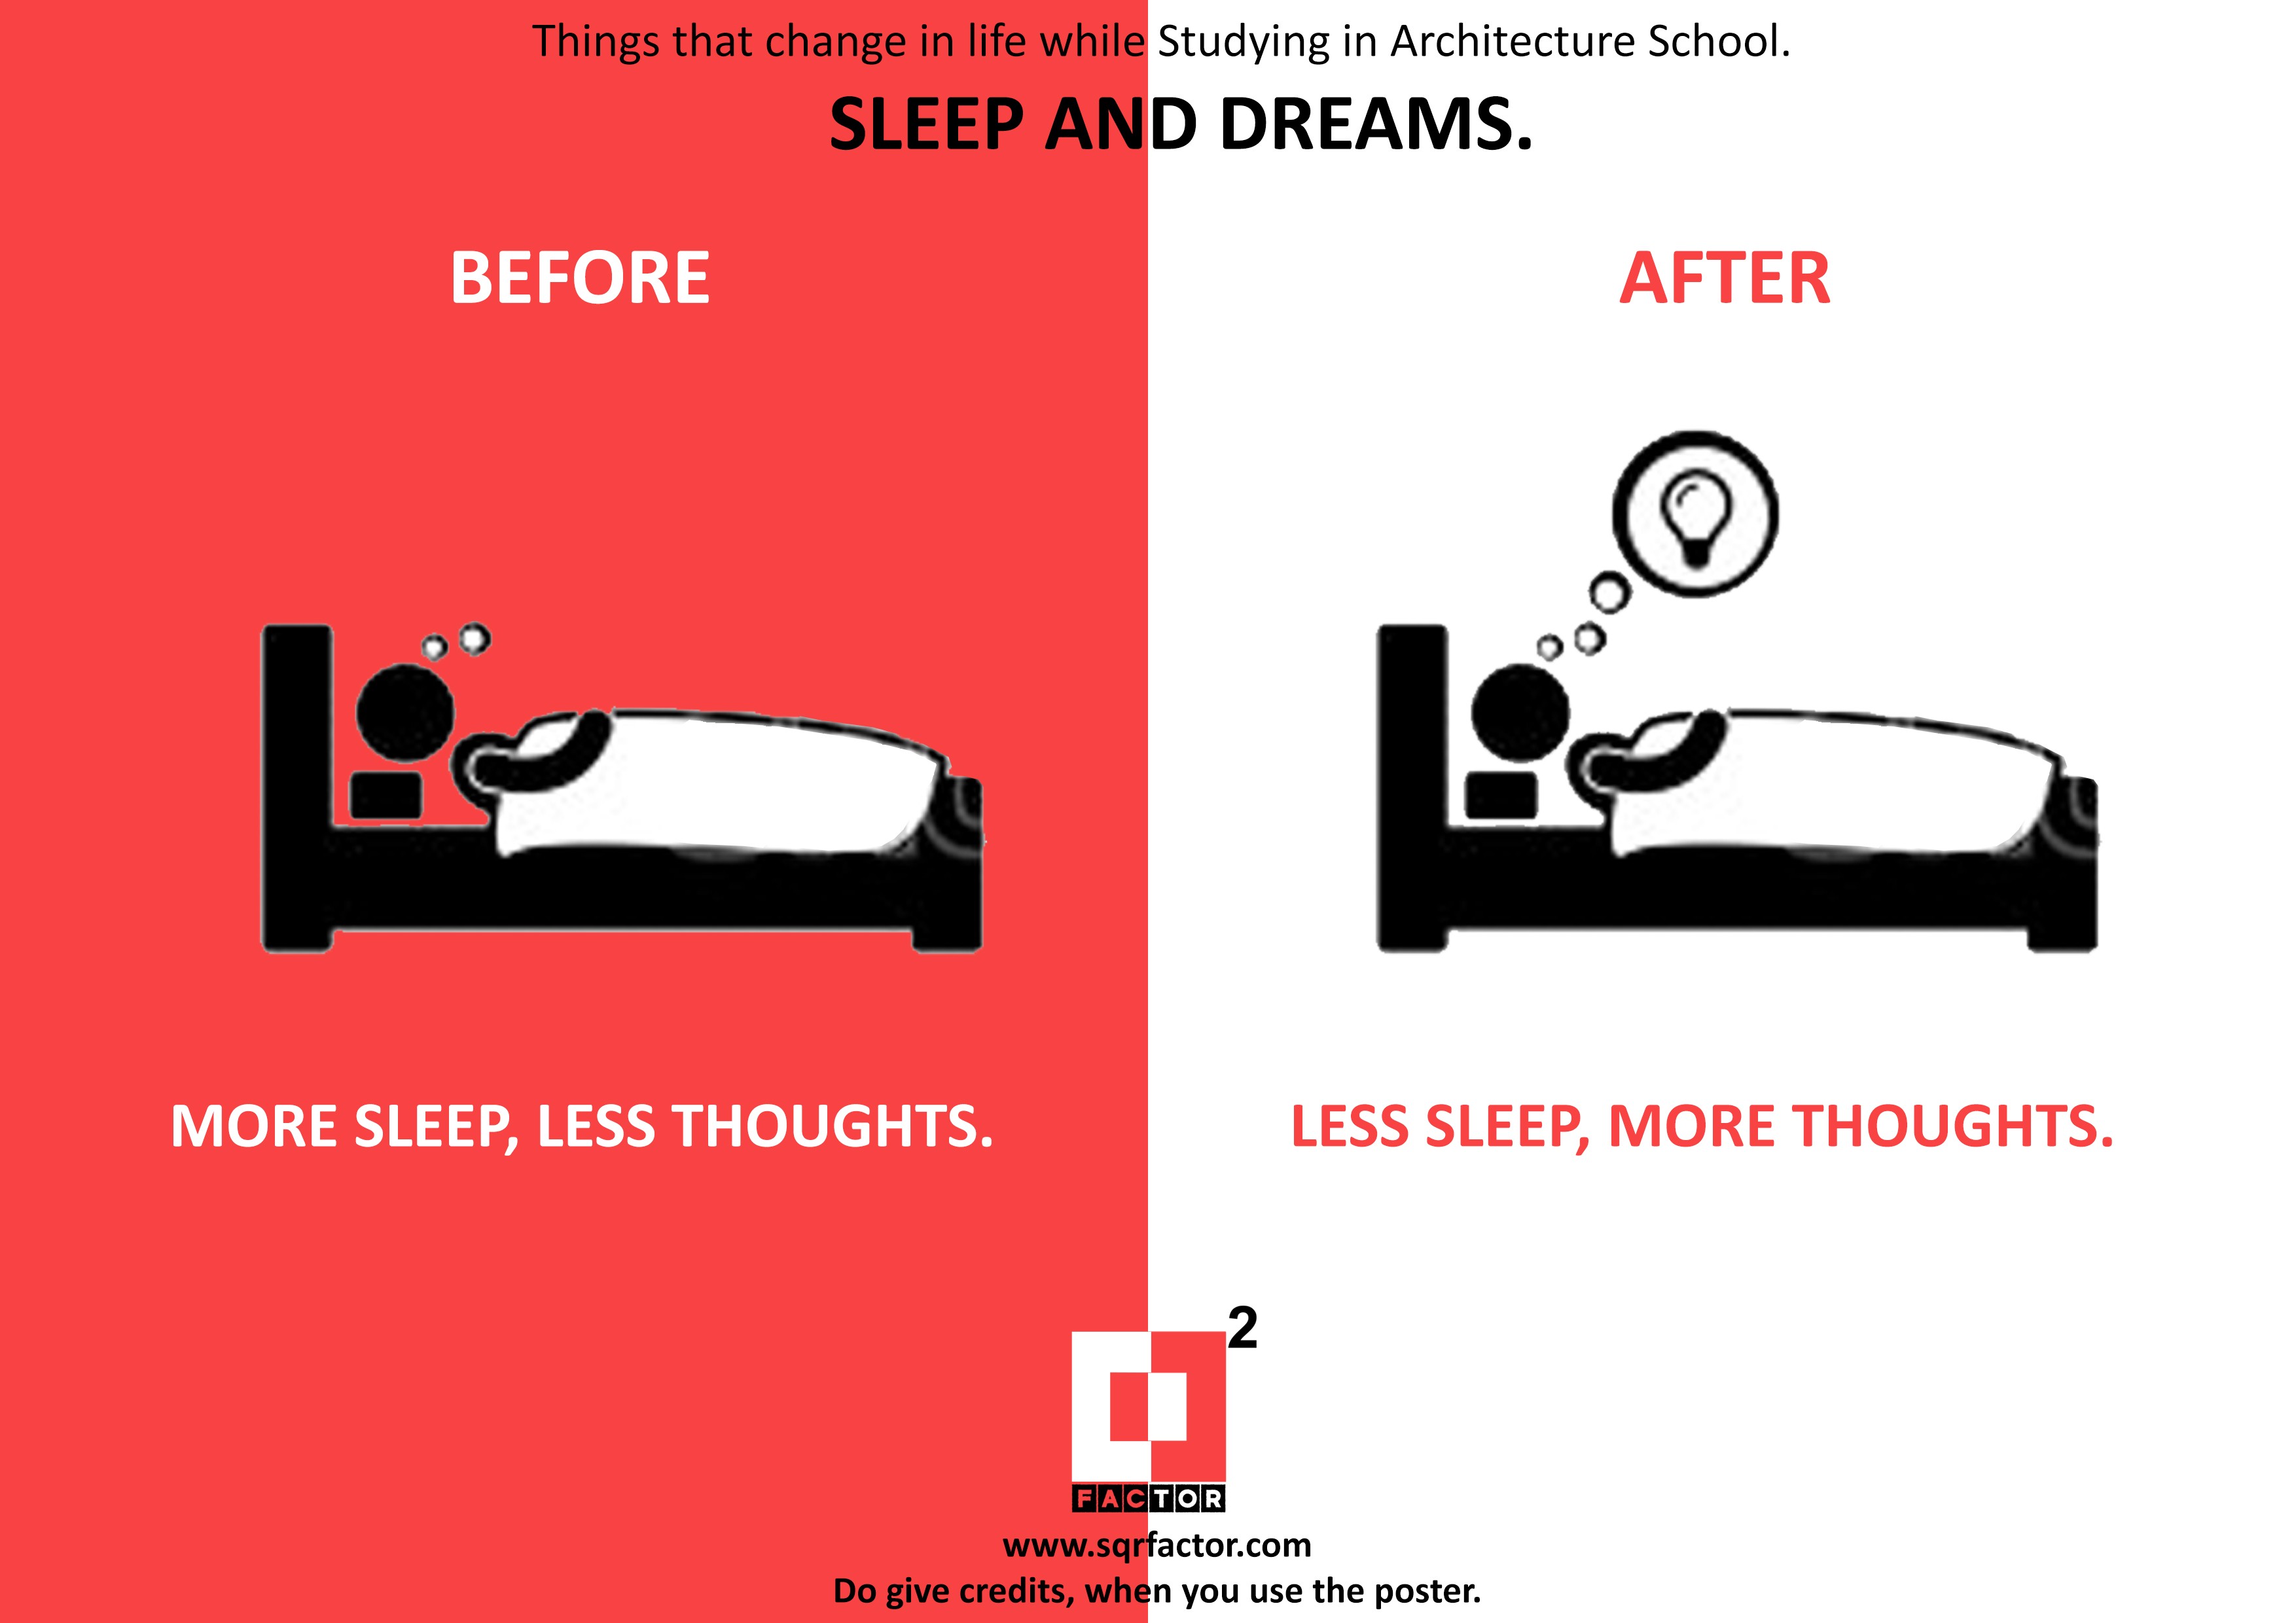 Things that change in life while Studying in Architecture School.
SLEEP AND DREAMS.
BEFORE
AFTER
MORE SLEEP, LESS THOUGHTS.
LESS SLEEP, MORE THOUGHTS.
2
FACTOR
www.sqrfactor.com
Do give credits, when you use the poster.